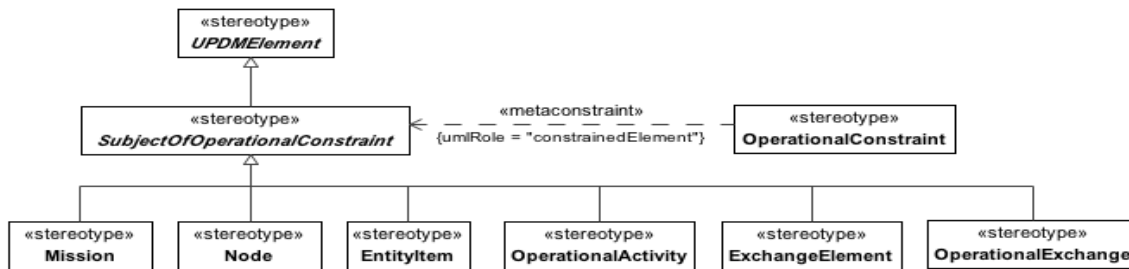 «stereotype»
UPDMElement
«stereotype»
SubjectOfOperationalConstraint
«metaconstraint»
{umlRole = "constrainedElement"}
«stereotype»
OperationalConstraint
«stereotype»
Mission
«stereotype»
Node
«stereotype»
EntityItem
«stereotype»
OperationalActivity
«stereotype»
ExchangeElement
«stereotype»
OperationalExchange